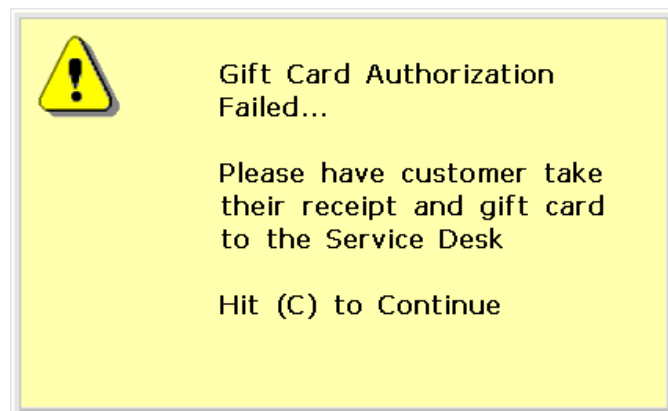 Gift Card Authorization
Failed...
Please have customer take
their receipt and gift card
to the Service Desk
Hit (C) to Continue